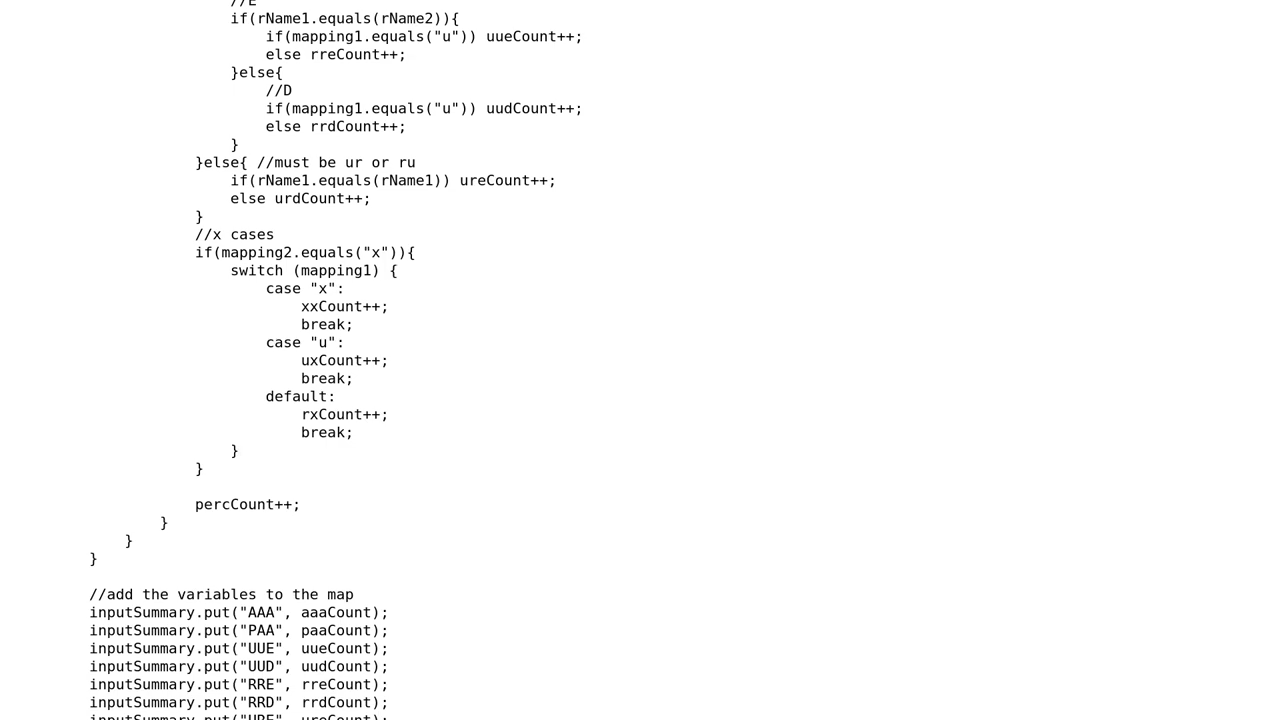 //E
if(rName1.equals(rName2)){
if(mapping1.equals("u")) uueCount++;
else rreCount++;
}else{
//D
if(mapping1.equals("u")) uudCount++;
else rrdCount++;
}
}else{ //must be ur or ru
if(rName1.equals(rName1)) ureCount++;
else urdCount++;
}
//x cases
if(mapping2.equals("x")){
switch (mapping1) {
case "x":
xxCount++;
break;
case "u":
uxCount++;
break;
default:
rxCount++;
break;
}
}
percCount++;
}
}
}
//add the variables to the map
inputSummary.put("AAA", aaaCount);
inputSummary.put("PAA", paaCount);
inputSummary.put("UUE", uueCount);
inputSummary.put("UUD", uudCount);
inputSummary.put("RRE", rreCount);
inputSummary.put("RRD", rrdCount);
inputSummary.put("URE", ureCount);